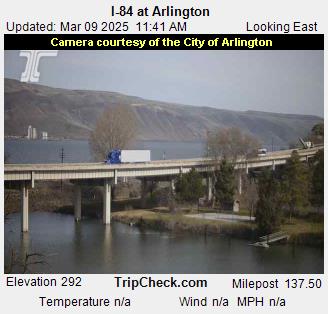 I-84 at Arlington
Updated: Mar 09 2025 11:41 AM Looking East
Camera courtesy of the City of Arlington
Elevation 292 TripCheck.com Milepost 137.50
Temperature n/a Wind n/a MPH n/a